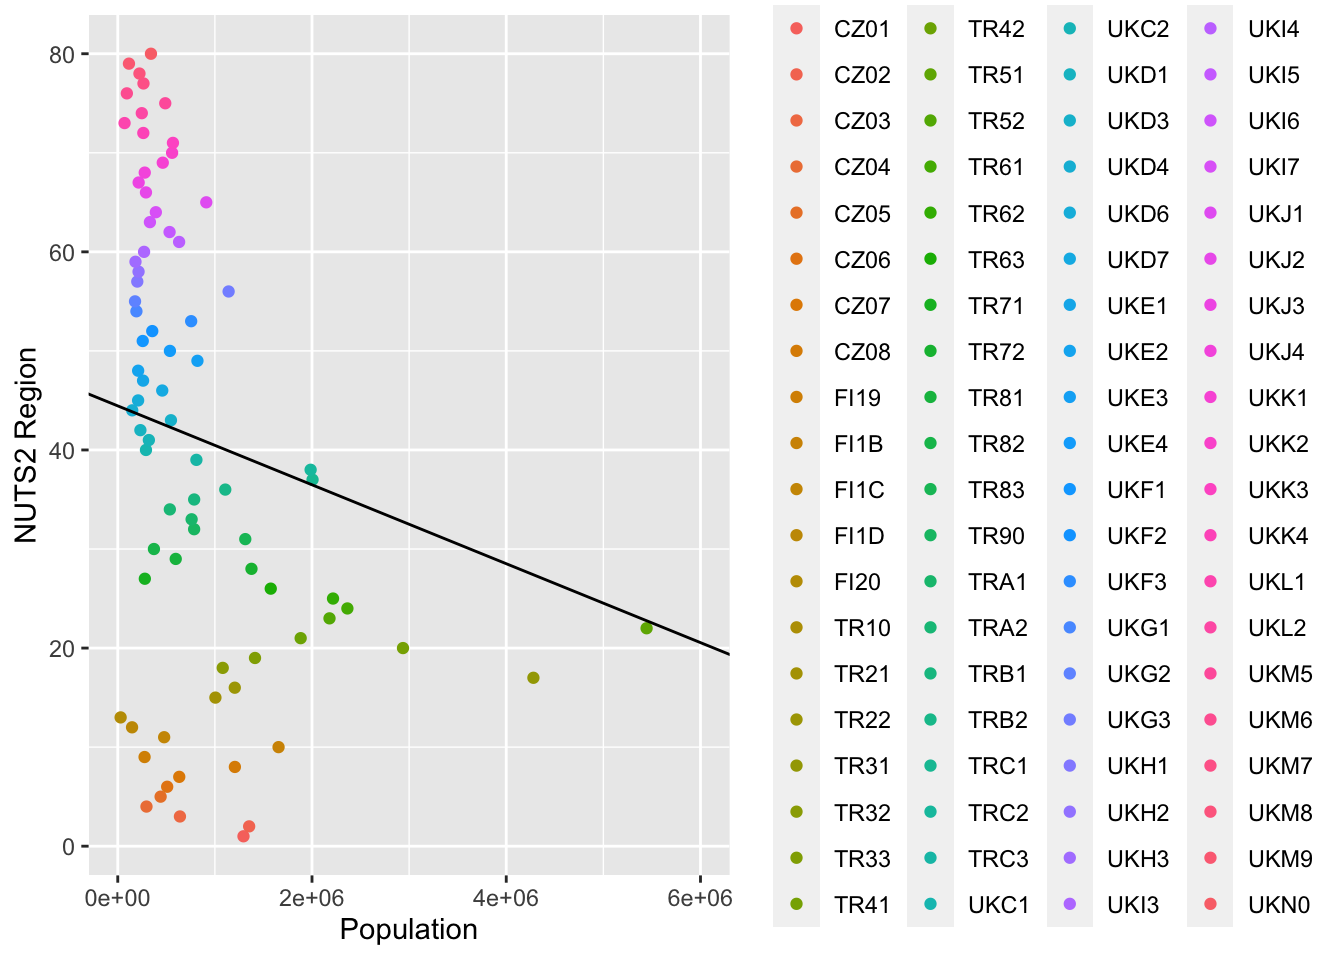 80
60
40
20
0
NUTS2 Region
0e+00 2e+06 4e+06 6e+06
Population
CZ01 TR42 UKC2 UKI4
CZ02 TR51 UKD1 UKI5
CZ03 TR52 UKD3 UKI6
CZ04 TR61 UKD4 UKI7
CZ05 TR62 UKD6 UKJ1
CZ06 TR63 UKD7 UKJ2
CZ07 TR71 UKE1 UKJ3
CZ08 TR72 UKE2 UKJ4
FI19 TR81 UKE3 UKK1
FI1B TR82 UKE4 UKK2
FI1C TR83 UKF1 UKK3
FI1D TR90 UKF2 UKK4
FI20 TRA1 UKF3 UKL1
TR10 TRA2 UKG1 UKL2
TR21 TRB1 UKG2 UKM5
TR22 TRB2 UKG3 UKM6
TR31 TRC1 UKH1 UKM7
TR32 TRC2 UKH2 UKM8
TR33 TRC3 UKH3 UKM9
TR41 UKC1 UKI3 UKN0